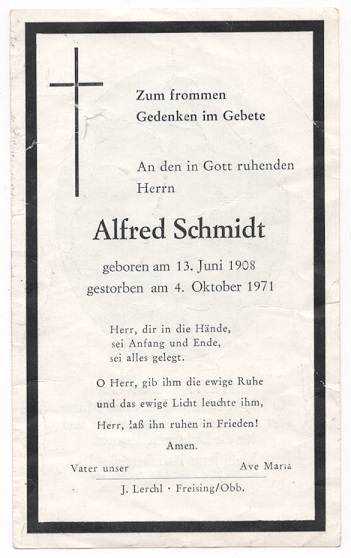 Zum frommen
Gedenken im Gebete
An den in Gott ruhenden
Herrn
Alfred Schmidt
geboren am 13. Juni 1908
gestorben am 4. Oktober 1971
Herr, dir in die Hände,
sei Anfang und Ende,
sei alles gelegt.
O Herr, gib ihm die ewige Ruhe
und das ewige Licht leuchte ihm,
Herr, laß ihn ruhen in Frieden!
Amen.
Vater unser Ave Maria
J. Lerchl · Freising/Obb.